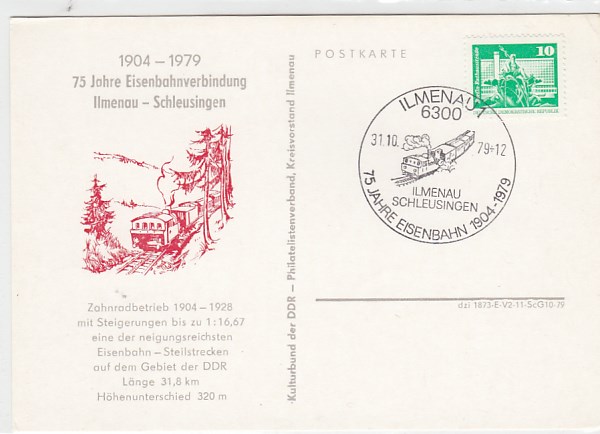 1904 – 1979
75 Jahre Eisenbahnverbindung
Ilmenau – Schleusingen
Zahnradbetrieb 1904 – 1928
mit Steigerungen bis zu 1:16,67
eine der neigungsreichsten
Eisenbahn – Steilstrecken
auf dem Gebiet der DDR
Länge 31,8 km
Höhenunterschied 320 m
Kulturbund der DDR – Philatelistenverband, Kreisvorstand Ilmenau
POSTKARTE
10
ILMENAU 1
6300
31.10.
79-12
ILMENAU
SCHLEUSINGEN
75 JAHRE EISENBAHN 1904-1979
dzi 1873-E-V2-11-ScG10-79